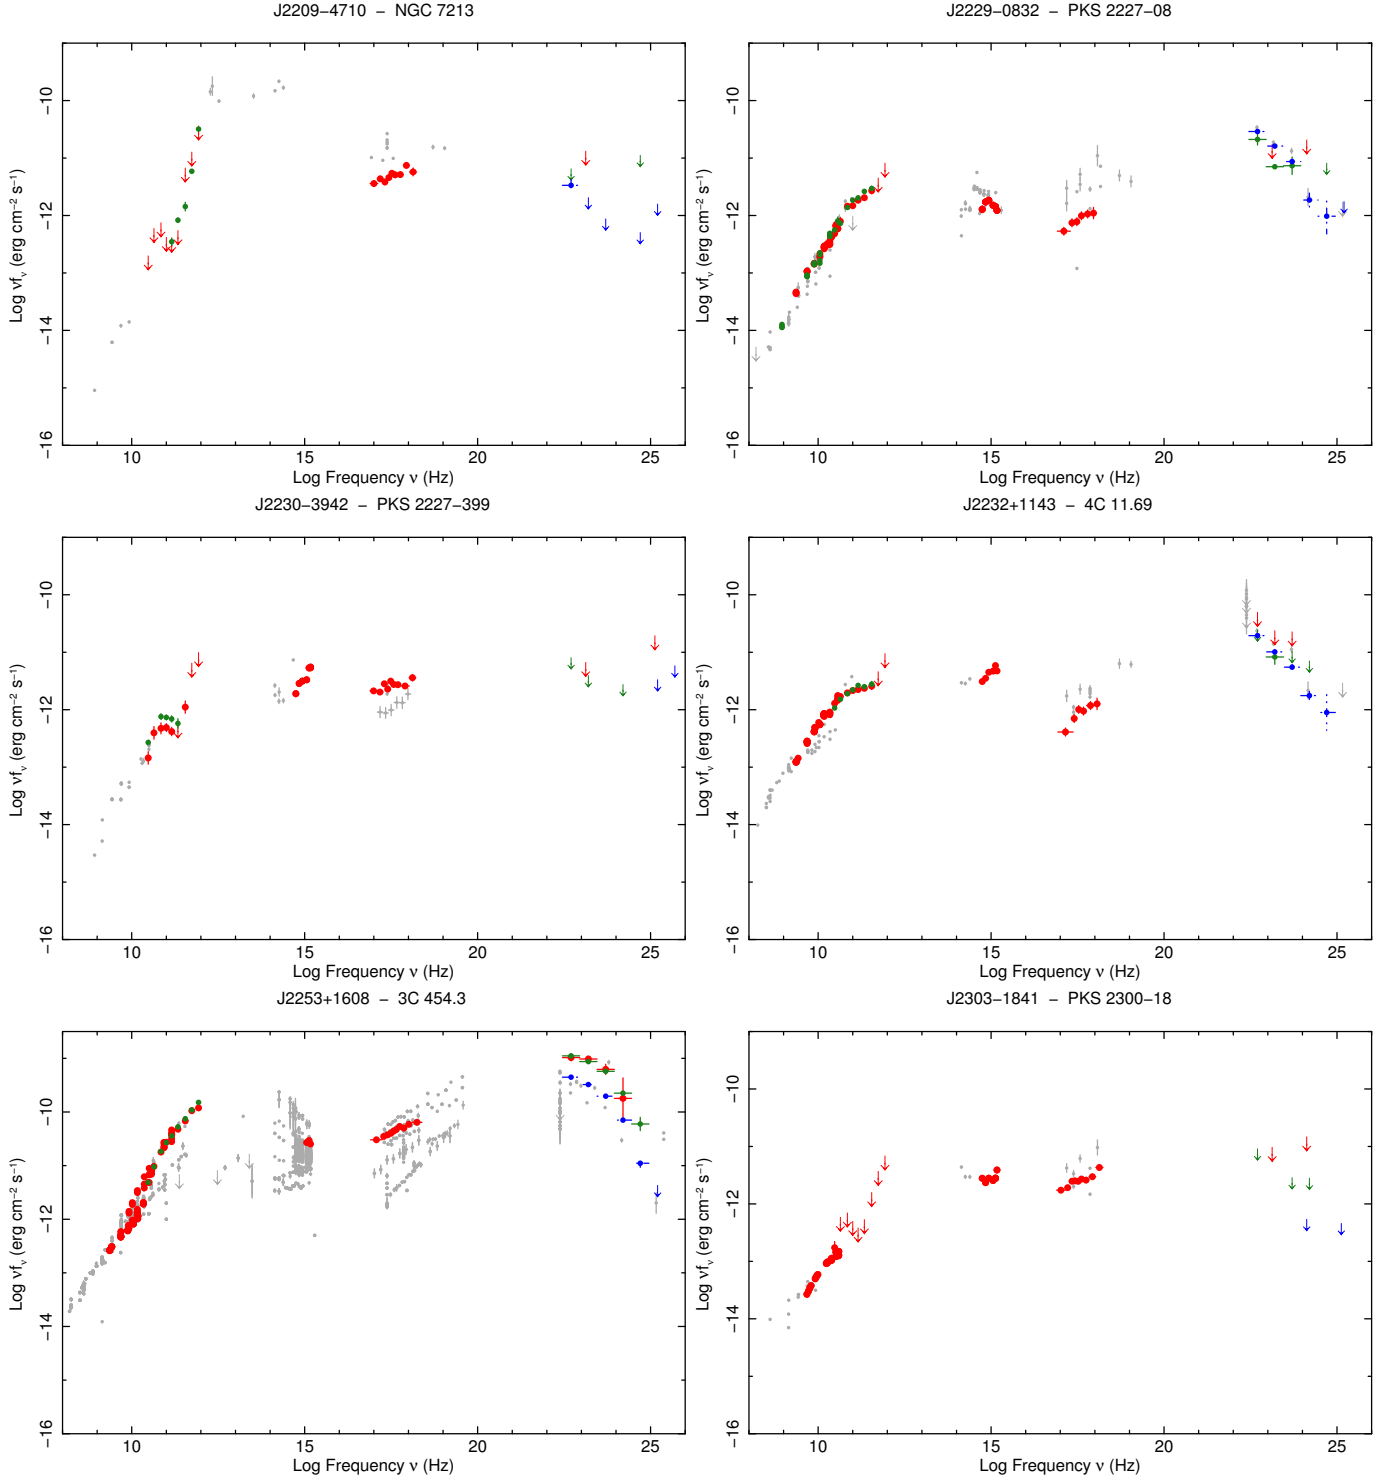 J2209−4710 − NGC 7213
J2229−0832 − PKS 2227−08
Log νfν (erg cm−2 s−1)
−10
−12
−14
−16
10 15 20 25
Log Frequency ν (Hz)
Log νfν (erg cm−2 s−1)
−10
−12
−14
−16
10 15 20 25
Log Frequency ν (Hz)
J2230−3942 − PKS 2227−399
J2232+1143 − 4C 11.69
Log νfν (erg cm−2 s−1)
−10
−12
−14
−16
10 15 20 25
Log Frequency ν (Hz)
Log νfν (erg cm−2 s−1)
−10
−12
−14
−16
10 15 20 25
Log Frequency ν (Hz)
J2253+1608 − 3C 454.3
J2303−1841 − PKS 2300−18
Log νfν (erg cm−2 s−1)
−10
−12
−14
−16
10 15 20 25
Log Frequency ν (Hz)
Log νfν (erg cm−2 s−1)
−10
−12
−14
−16
10 15 20 25
Log Frequency ν (Hz)